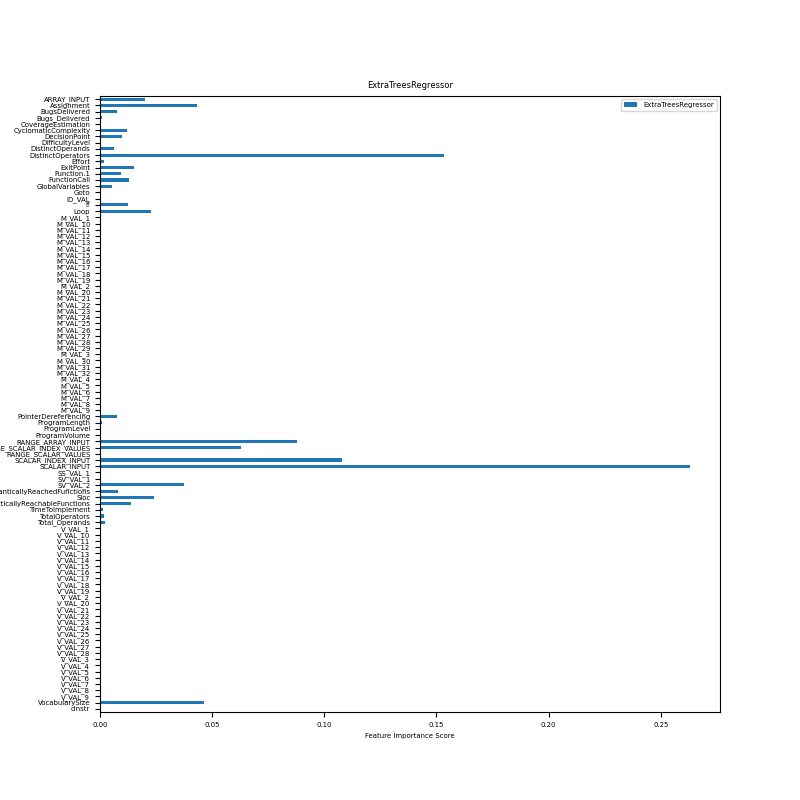 ExtraTreesRegressor
ExtraTreesRegressor
ARRAY_INPUT
Assignment
BugsDelivered
Bugs_Delivered
CoverageEstimation
CyclomaticComplexity
DecisionPoint
DifficultyLevel
DistinctOperands
DistinctOperators
Effort
ExitPoint
Function.1
FunctionCall
GlobalVariables
Goto
ID_VAL
If
Loop
M_VAL_1
M_VAL_10
M_VAL_11
M_VAL_12
M_VAL_13
M_VAL_14
M_VAL_15
M_VAL_16
M_VAL_17
M_VAL_18
M_VAL_19
M_VAL_2
M_VAL_20
M_VAL_21
M_VAL_22
M_VAL_23
M_VAL_24
M_VAL_25
M_VAL_26
M_VAL_27
M_VAL_28
M_VAL_29
M_VAL_3
M_VAL_30
M_VAL_31
M_VAL_32
M_VAL_4
M_VAL_5
M_VAL_6
M_VAL_7
M_VAL_8
M_VAL_9
PointerDereferencing
ProgramLength
ProgramLevel
ProgramVolume
RANGE_ARRAY_INPUT
E_SCALAR_INDEX_VALUES
RANGE_SCALAR_VALUES
SCALAR_INDEX_INPUT
SCALAR_INPUT
SS_VAL_1
SV_VAL_1
SV_VAL_2
anticallyReachedFunctions
Sloc
ticallyReachableFunctions
TimeToImplement
TotalOperators
Total_Operands
V_VAL_1
V_VAL_10
V_VAL_11
V_VAL_12
V_VAL_13
V_VAL_14
V_VAL_15
V_VAL_16
V_VAL_17
V_VAL_18
V_VAL_19
V_VAL_2
V_VAL_20
V_VAL_21
V_VAL_22
V_VAL_23
V_VAL_24
V_VAL_25
V_VAL_26
V_VAL_27
V_VAL_28
V_VAL_3
V_VAL_4
V_VAL_5
V_VAL_6
V_VAL_7
V_VAL_8
V_VAL_9
VocabularySize
cinstr
0.00 0.05 0.10 0.15 0.20 0.25
Feature Importance Score